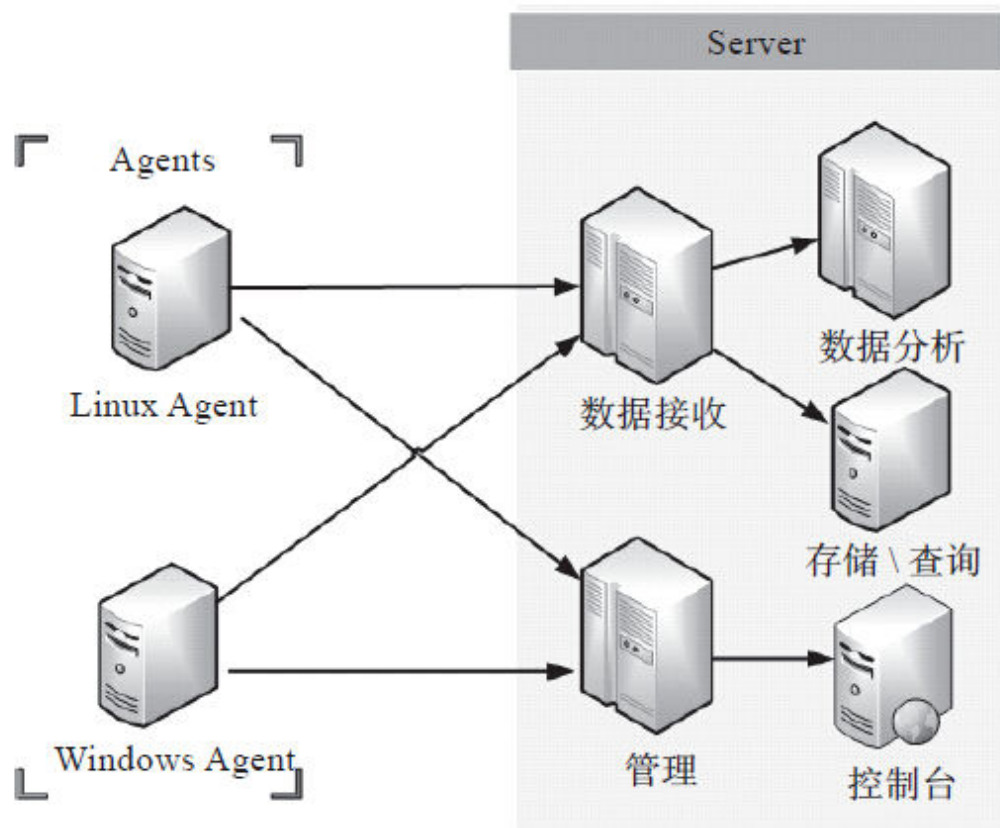 Server
Agents
Linux Agent
数据接收
数据分析
存储 \ 查询
Windows Agent
管理
控制台